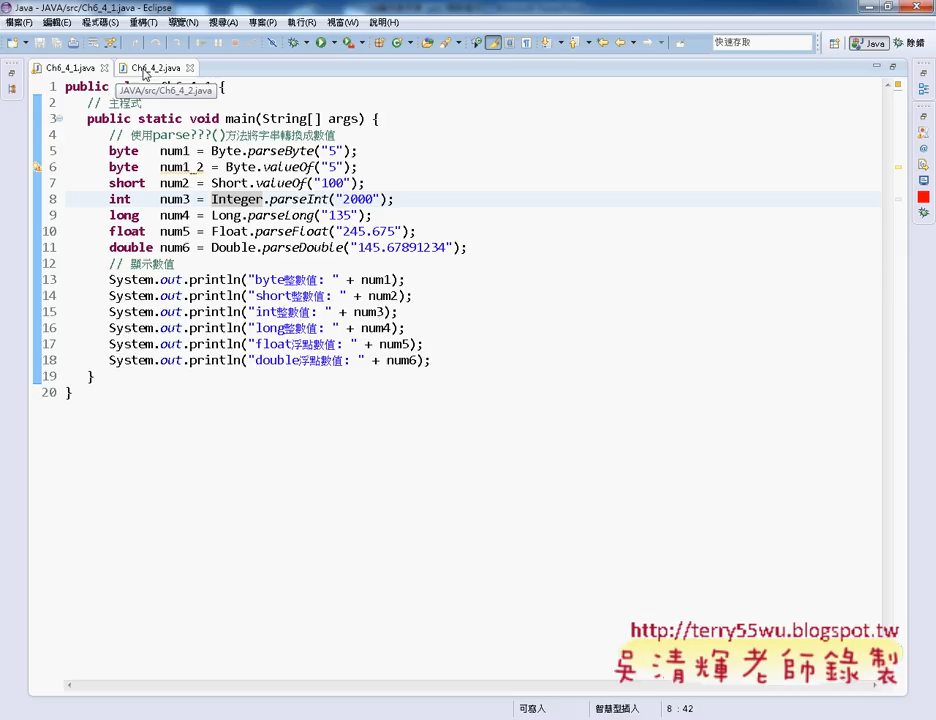 Java - JAVA/src/Ch6_4_1.java - Eclipse
檔案(F) 編輯(E) 程式碼(S) 重構(T) 導覽(N) 搜尋(A) 專案(P) 執行(R) 視窗(W) 說明(H)
快速存取 Java 除錯
Ch6_4_1.java Ch6_4_2.java
JAVA/src/Ch6_4_2.java
1 public {
2 // 主程式
3 public static void main(String[] args) {
4 // 使用parse???()方法將字串轉換成數值
5 byte num1 = Byte.parseByte("5");
6 byte num1_2 = Byte.valueOf("5");
7 short num2 = Short.valueOf("100");
8 int num3 = Integer.parseInt("2000");
9 long num4 = Long.parseLong("135");
10 float num5 = Float.parseFloat("245.675");
11 double num6 = Double.parseDouble("145.67891234");
12 // 顯示數值
13 System.out.println("byte整數值: " + num1);
14 System.out.println("short整數值: " + num2);
15 System.out.println("int整數值: " + num3);
16 System.out.println("long整數值: " + num4);
17 System.out.println("float浮點數值: " + num5);
18 System.out.println("double浮點數值: " + num6);
19 }
20 }
http://terry55wu.blogspot.tw
吳清輝老師錄製
可寫入 智慧型插入 8 : 42